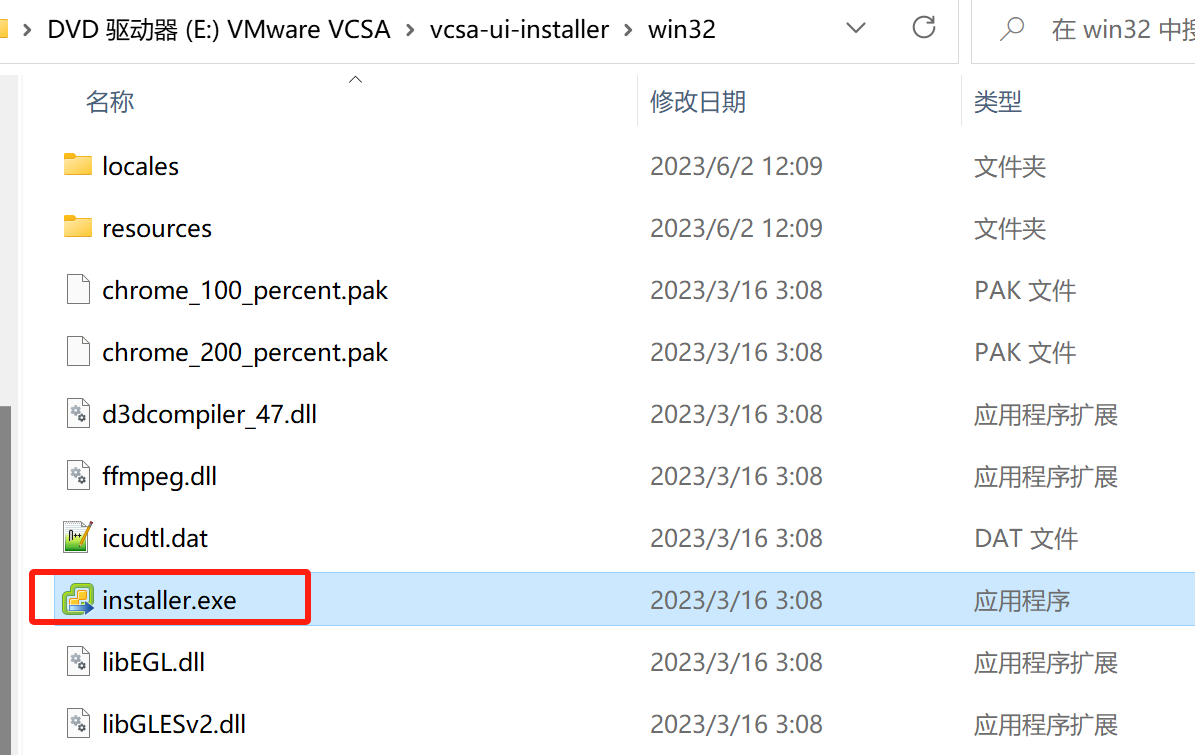 DVD 驱动器 (E:) VMware VCSA > vcsa-ui-installer > win32 在 win32 中搜
名称 修改日期 类型
locales 2023/6/2 12:09 文件夹
resources 2023/6/2 12:09 文件夹
chrome_100_percent.pak 2023/3/16 3:08 PAK 文件
chrome_200_percent.pak 2023/3/16 3:08 PAK 文件
d3dcompiler_47.dll 2023/3/16 3:08 应用程序扩展
ffmpeg.dll 2023/3/16 3:08 应用程序扩展
icudtl.dat 2023/3/16 3:08 DAT 文件
installer.exe 2023/3/16 3:08 应用程序
libEGL.dll 2023/3/16 3:08 应用程序扩展
libGLESv2.dll 2023/3/16 3:08 应用程序扩展